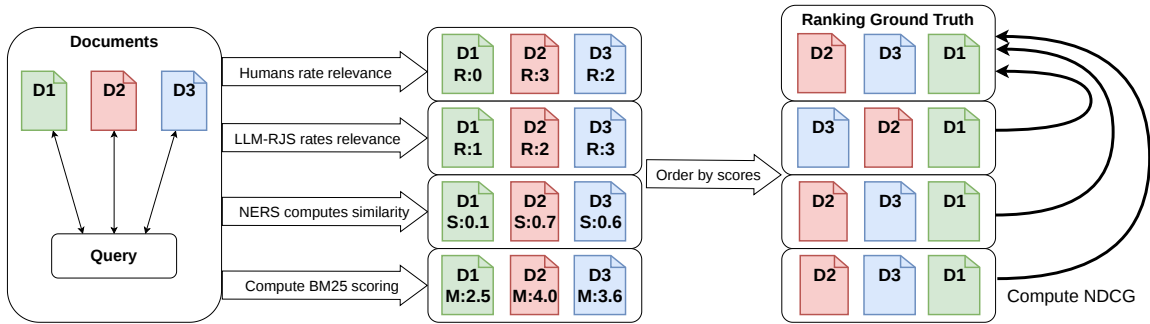 Documents
D1 D2 D3
Query
Humans rate relevance
LLM-RJS rates relevance
NERS computes similarity
Compute BM25 scoring
D1 D2 D3
R:0 R:3 R:2
D1 D2 D3
R:1 R:2 R:3
D1 D2 D3
S:0.1 S:0.7 S:0.6
D1 D2 D3
M:2.5 M:4.0 M:3.6
Order by scores
Ranking Ground Truth
D2 D3 D1
D3 D2 D1
D2 D3 D1
D2 D3 D1
Compute NDCG